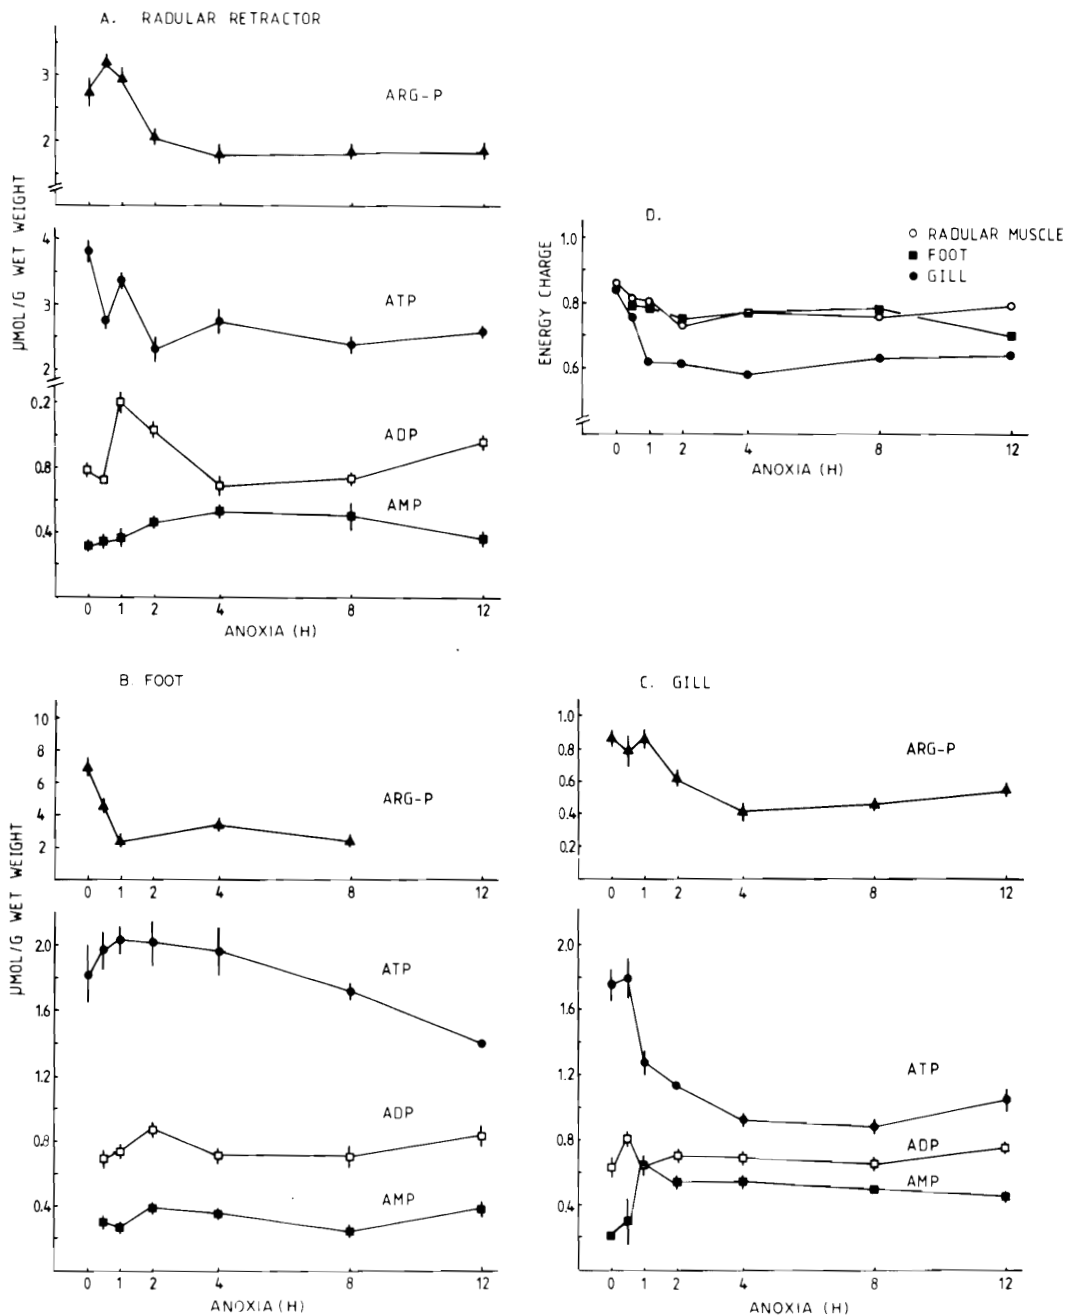 A. RADULAR RETRACTOR
3
2
ARG-P
µMOL/G WET WEIGHT
4
3
2
ATP
0.2
0.8
0.4
ADP
AMP
0 1 2 4 8 12
ANOXIA (H)
D.
RADULAR MUSCLE
FOOT
GILL
ENERGY CHARGE
1.0
0.8
0.6
0 1 2 4 8 12
ANOXIA (H)
B. FOOT
10
8
6
4
2
ARG-P
0 1 2 4 8 12
µMOL/G WET WEIGHT
2.0
1.6
1.2
0.8
0.4
ATP
ADP
AMP
0 1 2 4 8 12
ANOXIA (H)
C. GILL
1.0
0.8
0.6
0.4
0.2
ARG-P
0 1 2 4 8 12
2.0
1.6
1.2
0.8
0.4
ATP
ADP
AMP
0 1 2 4 8 12
ANOXIA (H)